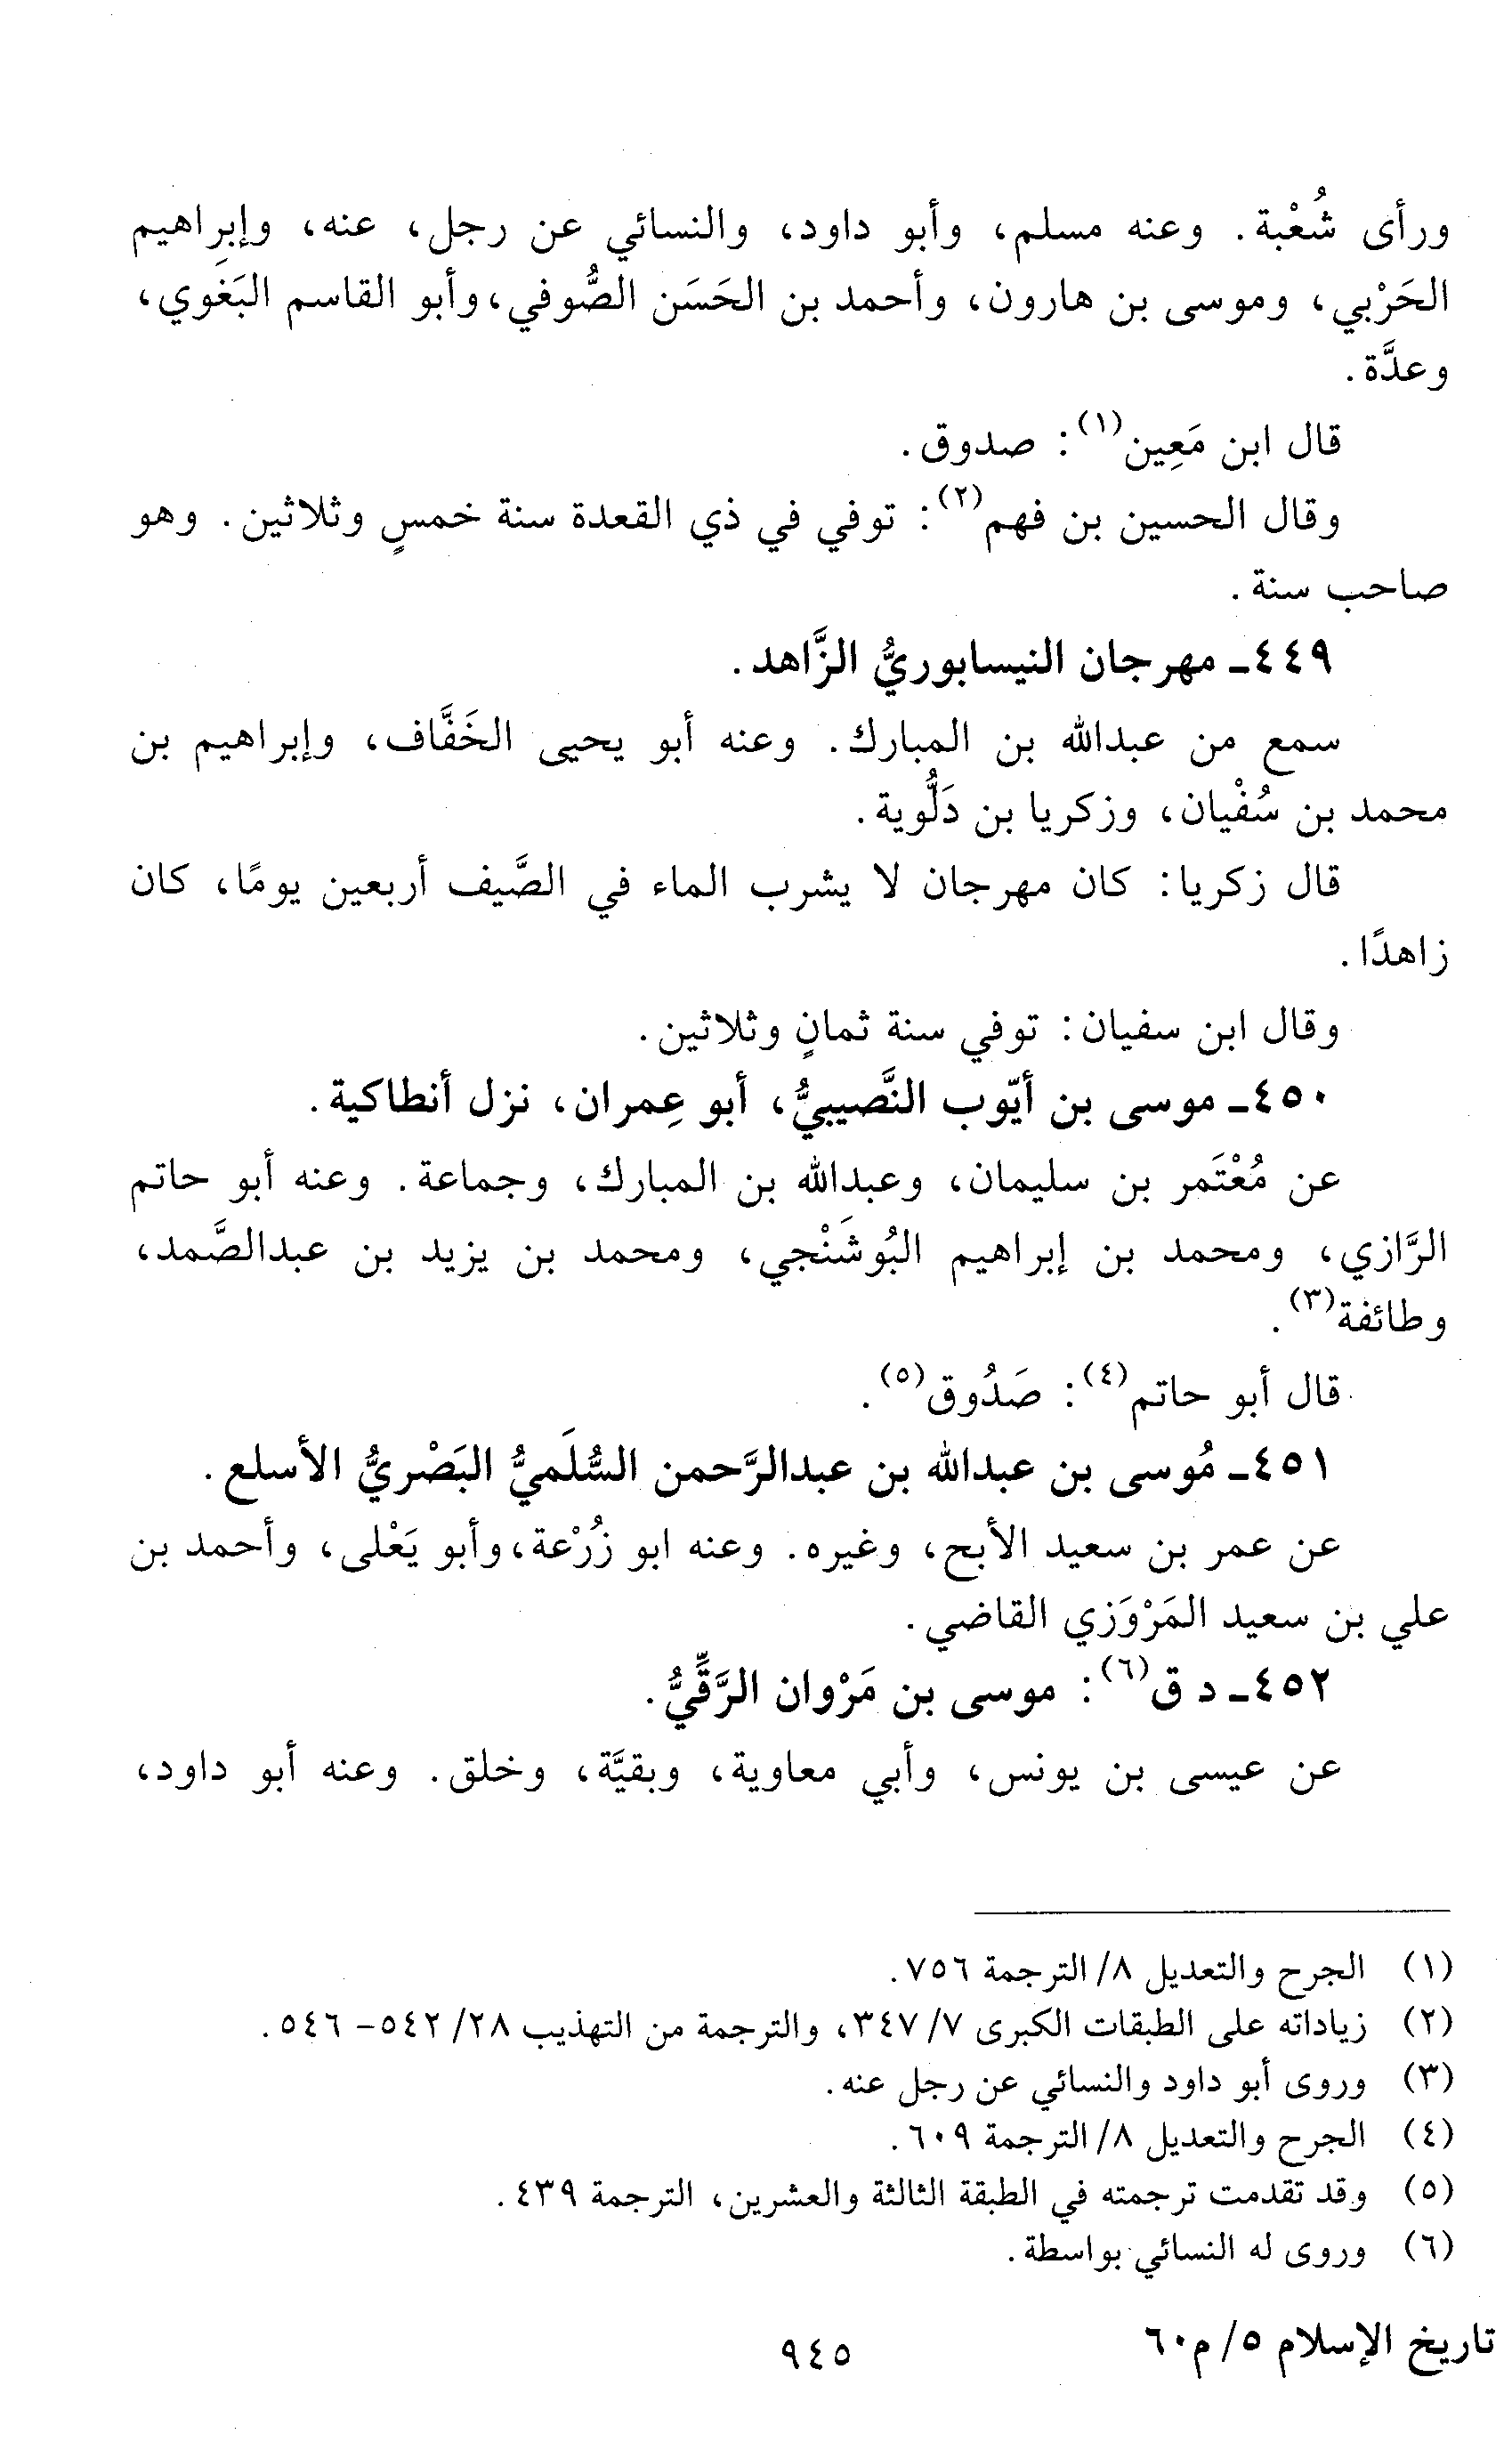 ورأى شُعْبة. وعنه مسلم، وأبو داود، والنسائي عن رجل، عنه، وإبراهيم
الحَرْبي، وموسى بن هارون، وأحمد بن الحَسَن الصُّوفي، وأبو القاسم البَغَوي،
وعدَّة.
قال ابن مَعِين(١): صدوق.
وقال الحسين بن فهم(٢): توفي في ذي القعدة سنة خمسٍ وثلاثين. وهو
صاحب سنة.
٤٤٩ـ مهرجان النيسابوريُّ الزَّاهد.
سمع من عبدالله بن المبارك. وعنه أبو يحيى الخَفَّاف، وإبراهيم بن
محمد بن سُفْيان، وزكريا بن دَلُّوية.
قال زكريا: كان مهرجان لا يشرب الماء في الصَّيف أربعين يومًا، كان
زاهدًا.
وقال ابن سفيان: توفي سنة ثمانٍ وثلاثين.
٤٥٠ـ موسى بن أيّوب النَّصيبيُّ، أبو عِمران، نزل أنطاكية.
عن مُعْتَمر بن سليمان، وعبدالله بن المبارك، وجماعة. وعنه أبو حاتم
الرَّازي، ومحمد بن إبراهيم البُوشَنْجي، ومحمد بن يزيد بن عبدالصَّمد،
وطائفة(٣).
قال أبو حاتم(٤): صَدُوق(٥).
٤٥١ـ مُوسى بن عبدالله بن عبدالرَّحمن السُّلَميُّ البَصْريُّ الأسلع.
عن عمر بن سعيد الأبح، وغيره. وعنه ابو زُرْعة، وأبو يَعْلى، وأحمد بن
علي بن سعيد المَرْوَزي القاضي.
٤٥٢ـ د ق(٦): موسى بن مَرْوان الرَّقِّيُّ.
عن عيسى بن يونس، وأبي معاوية، وبقيَّة، وخلق. وعنه أبو داود،
(١) الجرح والتعديل ٨/ الترجمة ٧٥٦.
(٢) زياداته على الطبقات الكبرى ٧/ ٣٤٧، والترجمة من التهذيب ٢٨/ ٥٤٢- ٥٤٦.
(٣) وروى أبو داود والنسائي عن رجل عنه.
(٤) الجرح والتعديل ٨/ الترجمة ٦٠٩.
(٥) وقد تقدمت ترجمته في الطبقة الثالثة والعشرين، الترجمة ٤٣٩.
(٦) وروى له النسائي بواسطة.
تاريخ الإسلام ٥/ م٦٠
٩٤٥